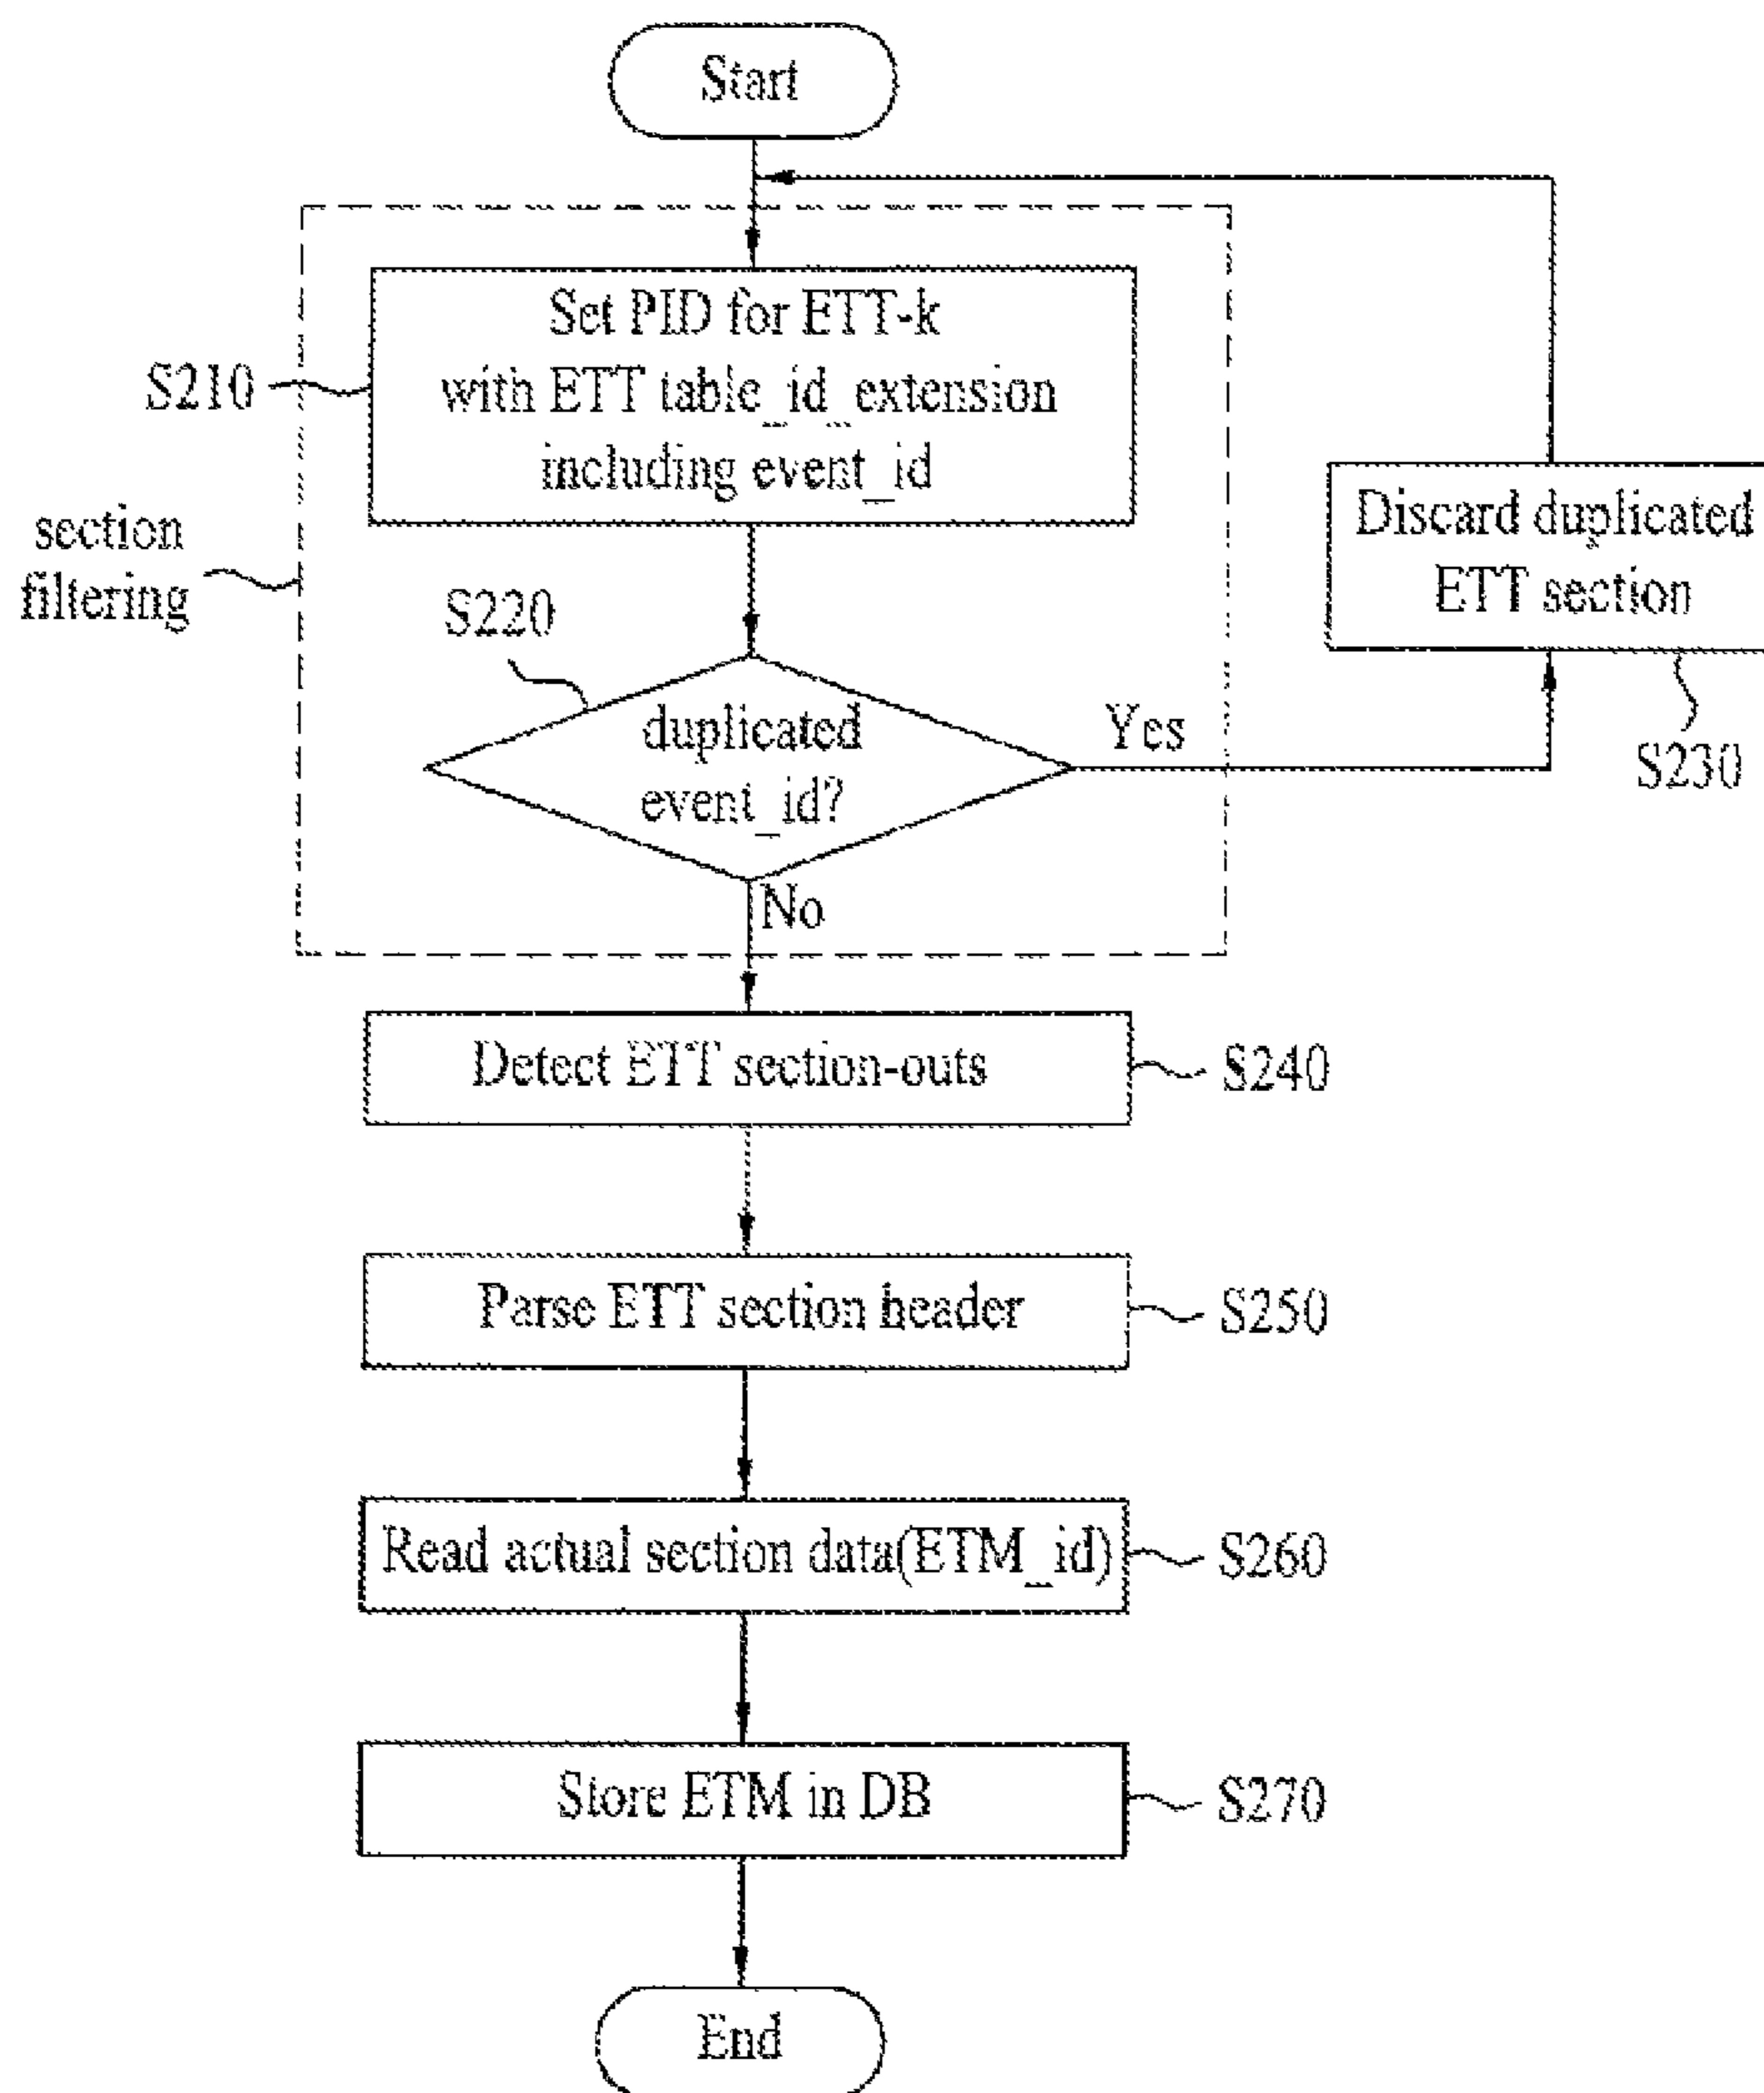 Start
Set PID for ETT-k
with ETT table_id_extension
including event_id
S210
section
filtering
Discard duplicated
ETT section
S230
S220
duplicated
event_id?
Yes
No
Detect ETT section-outs
S240
Parse ETT section header
S250
Read actual section data(ETM_id)
S260
Store ETM in DB
S270
End